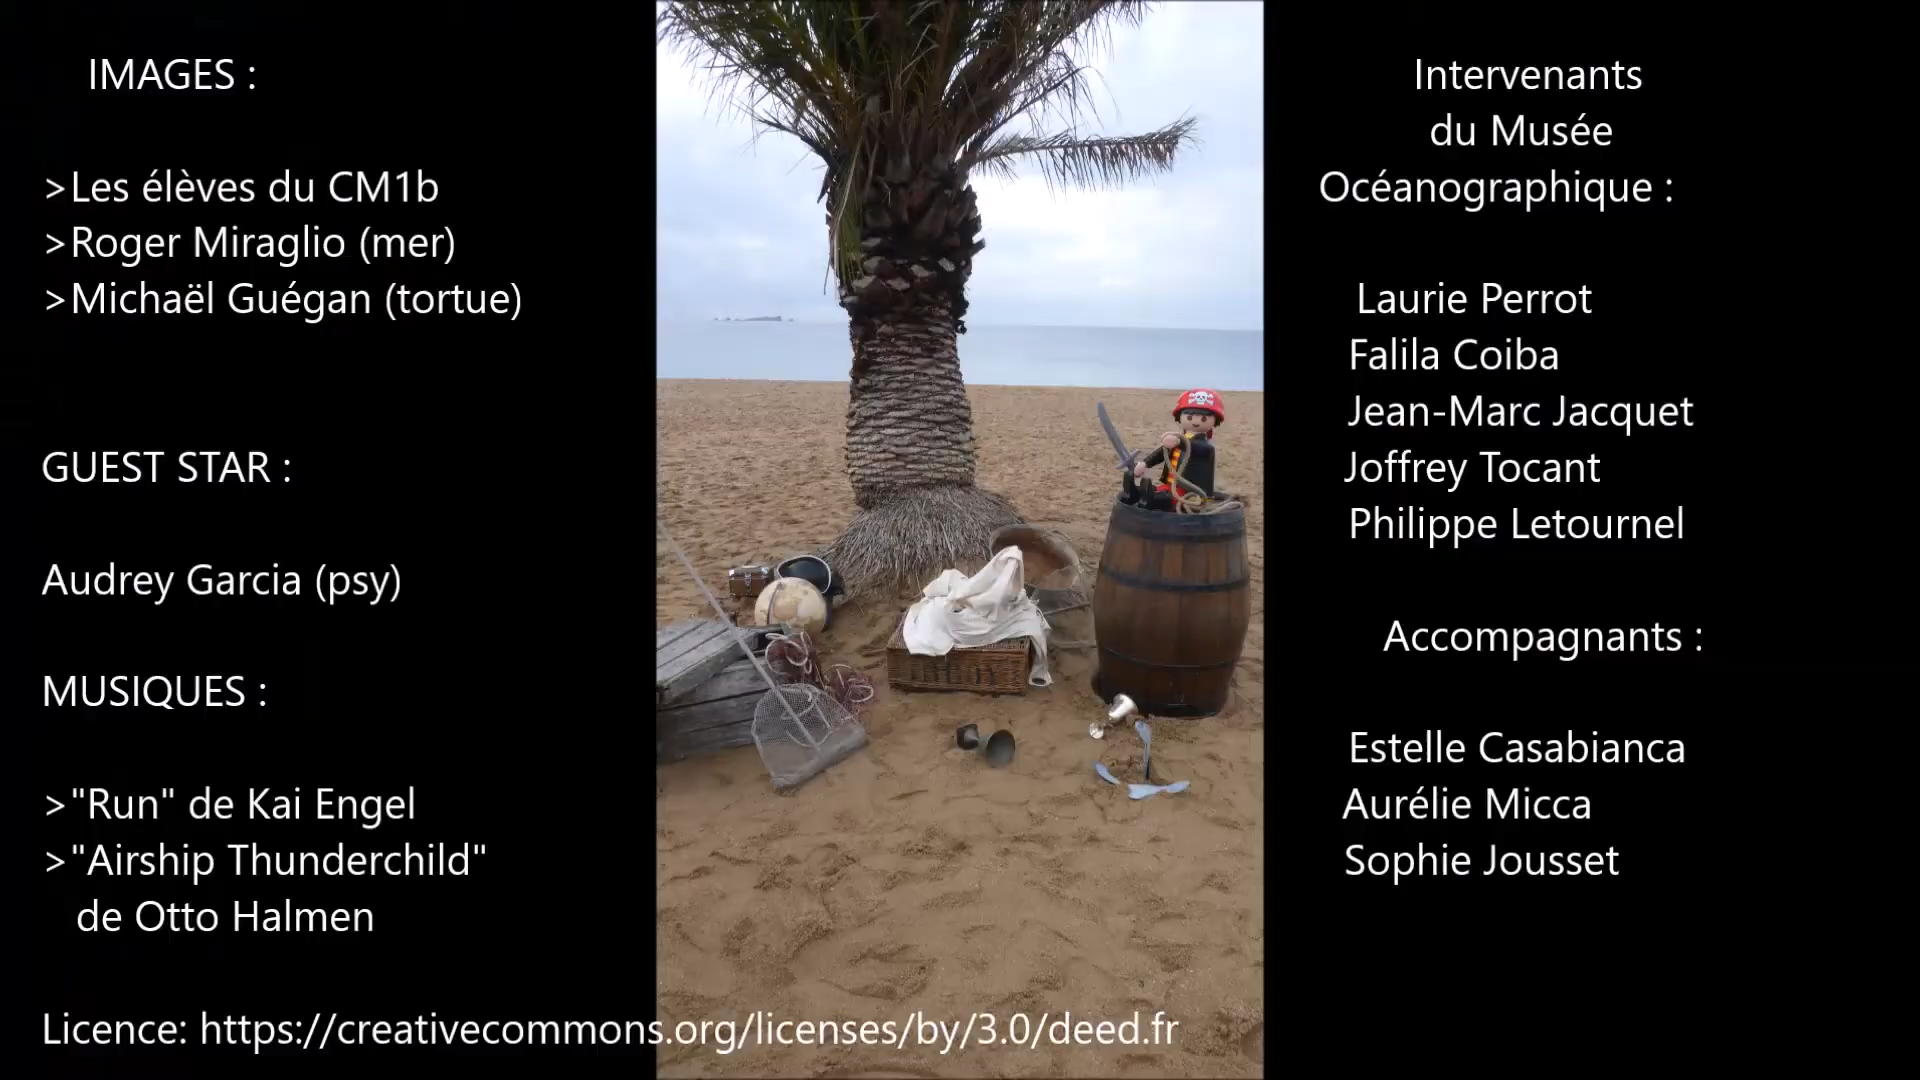 IMAGES :
>Les élèves du CM1b
>Roger Miraglio (mer)
>Michaël Guégan (tortue)
GUEST STAR :
Audrey Garcia (psy)
MUSIQUES :
>"Run" de Kai Engel
>"Airship Thunderchild"
de Otto Halmen
Licence: https://creativecommons.org/licenses/by/3.0/deed.fr
Intervenants
du Musée
Océanographique :
Laurie Perrot
Falila Coiba
Jean-Marc Jacquet
Joffrey Tocant
Philippe Letournel
Accompagnants :
Estelle Casabianca
Aurélie Micca
Sophie Jousset